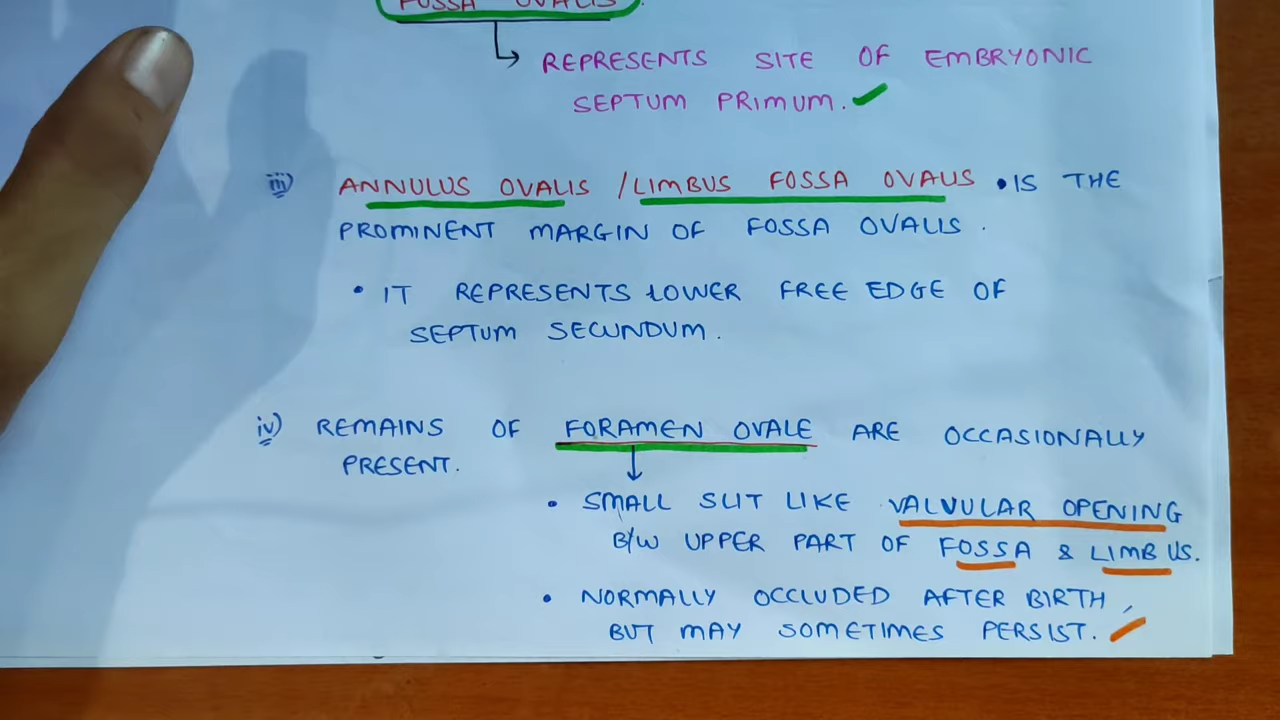 FOSSA OVALIS
REPRESENTS SITE OF EMBRYONIC
SEPTUM PRIMUM.
iii) ANNULUS OVALIS / LIMBUS FOSSA OVALIS • IS THE
PROMINENT MARGIN OF FOSSA OVALIS.
• IT REPRESENTS LOWER FREE EDGE OF
SEPTUM SECUNDUM.
iv) REMAINS OF FORAMEN OVALE ARE OCCASIONALLY
PRESENT.
• SMALL SLIT LIKE VALVULAR OPENING
B/W UPPER PART OF FOSSA & LIMBUS.
• NORMALLY OCCLUDED AFTER BIRTH,
BUT MAY SOMETIMES PERSIST.